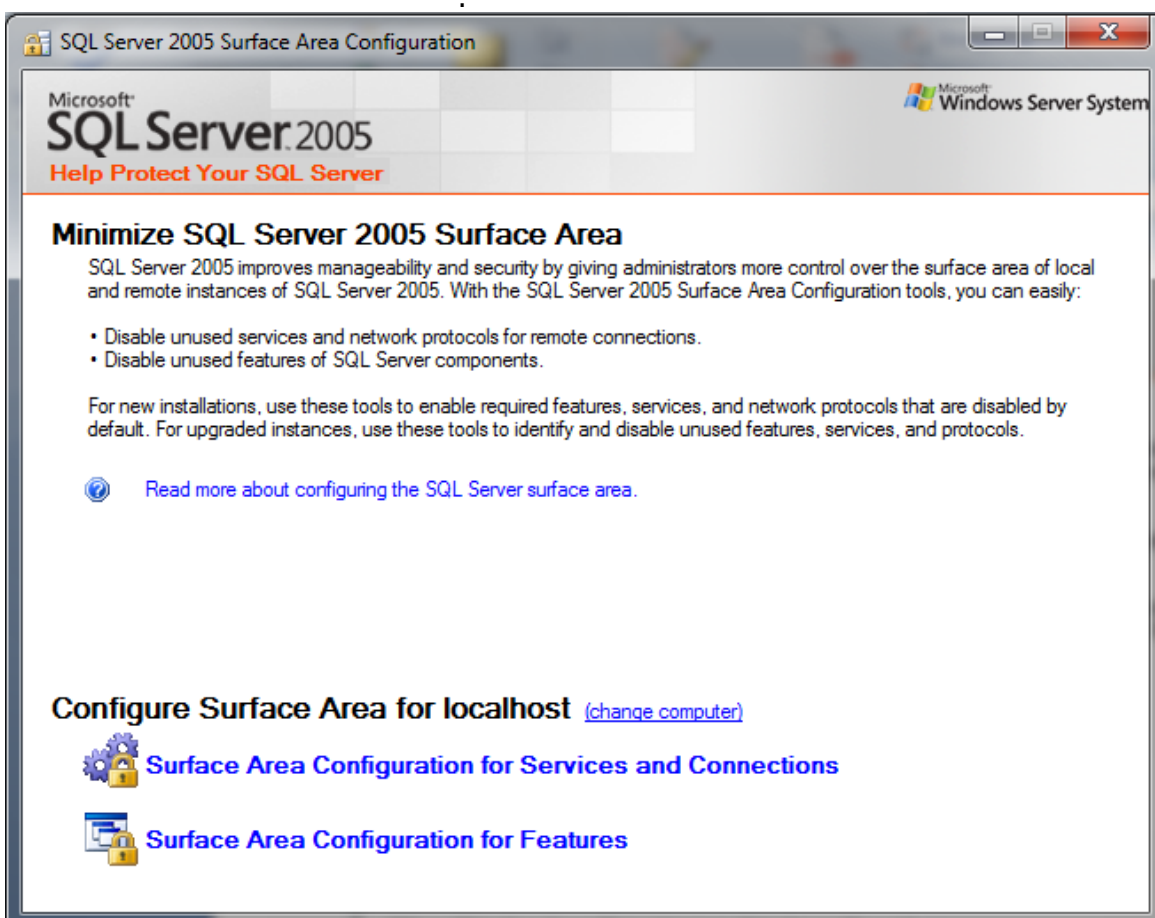 SQL Server 2005 Surface Area Configuration
Microsoft
SQL Server 2005
Help Protect Your SQL Server
Microsoft
Windows Server System
Minimize SQL Server 2005 Surface Area
SQL Server 2005 improves manageability and security by giving administrators more control over the surface area of local
and remote instances of SQL Server 2005. With the SQL Server 2005 Surface Area Configuration tools, you can easily:
• Disable unused services and network protocols for remote connections.
• Disable unused features of SQL Server components.
For new installations, use these tools to enable required features, services, and network protocols that are disabled by
default. For upgraded instances, use these tools to identify and disable unused features, services, and protocols.
Read more about configuring the SQL Server surface area.
Configure Surface Area for localhost (change computer)
Surface Area Configuration for Services and Connections
Surface Area Configuration for Features